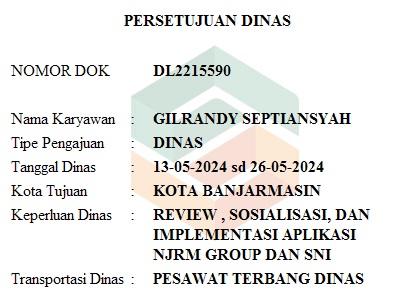 PERSETUJUAN DINAS
NOMOR DOK DL2215590
Nama Karyawan : GILRANDY SEPTIANSYAH
Tipe Pengajuan : DINAS
Tanggal Dinas : 13-05-2024 sd 26-05-2024
Kota Tujuan : KOTA BANJARMASIN
Keperluan Dinas : REVIEW , SOSIALISASI, DAN
IMPLEMENTASI APLIKASI
NJRM GROUP DAN SNI
Transportasi Dinas : PESAWAT TERBANG DINAS